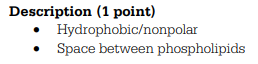 Description (1 point)
• Hydrophobic/nonpolar
• Space between phospholipids